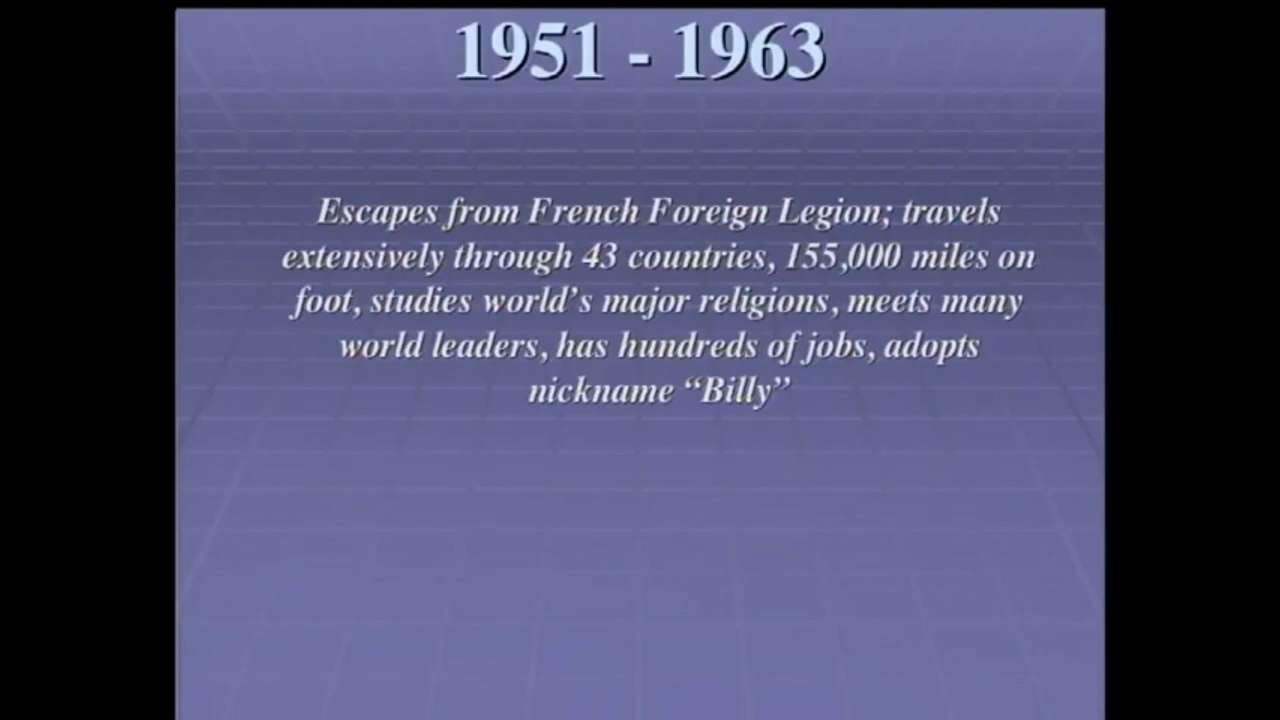 1951 - 1963
Escapes from French Foreign Legion; travels
extensively through 43 countries, 155,000 miles on
foot, studies world’s major religions, meets many
world leaders, has hundreds of jobs, adopts
nickname “Billy”